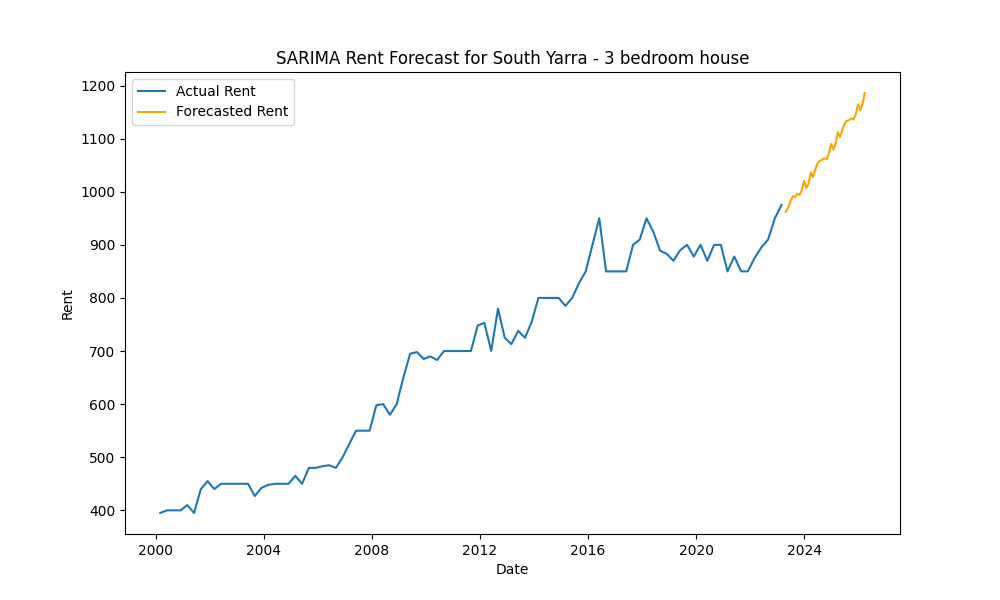 SARIMA Rent Forecast for South Yarra - 3 bedroom house
Actual Rent
Forecasted Rent
1200
1100
1000
900
800
700
600
500
400
Rent
2000 2004 2008 2012 2016 2020 2024
Date